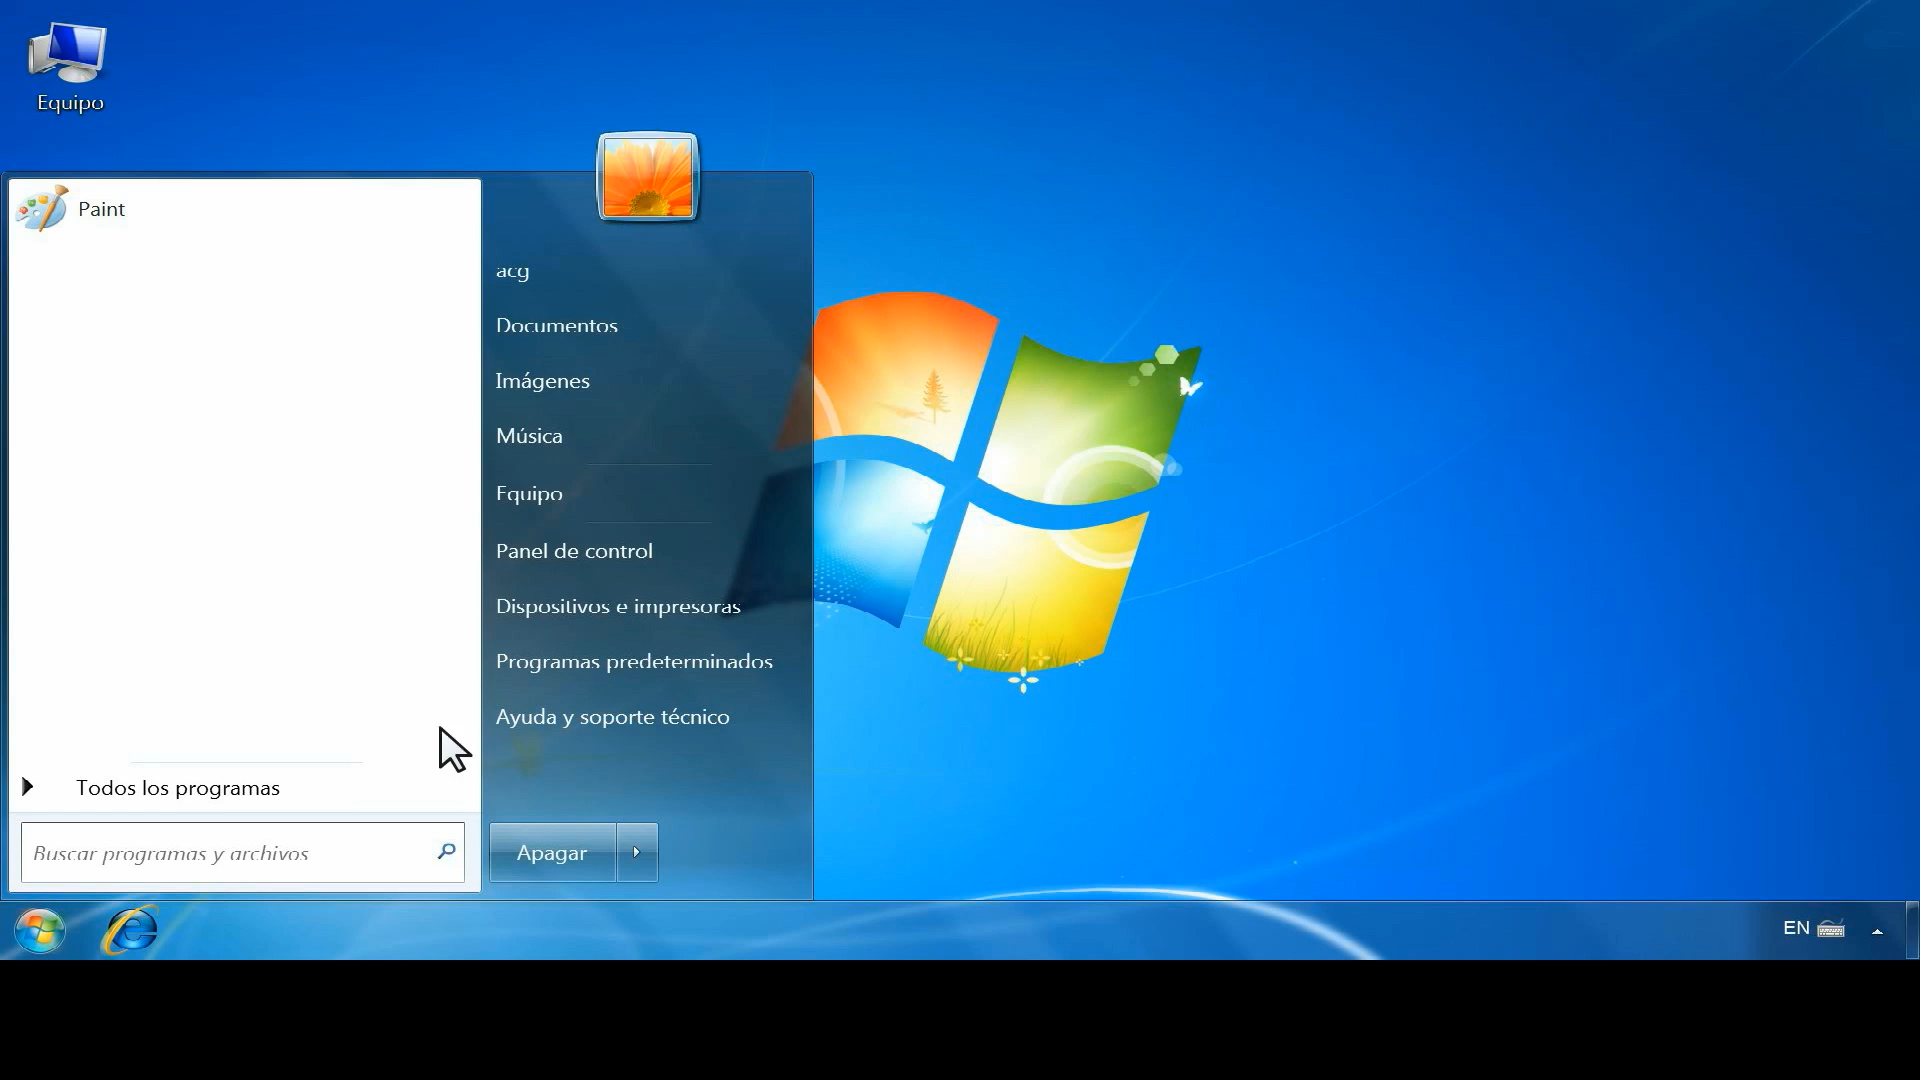 Equipo
Paint
acg
Documentos
Imágenes
Música
Equipo
Panel de control
Dispositivos e impresoras
Programas predeterminados
Ayuda y soporte técnico
Todos los programas
Buscar programas y archivos
Apagar
EN